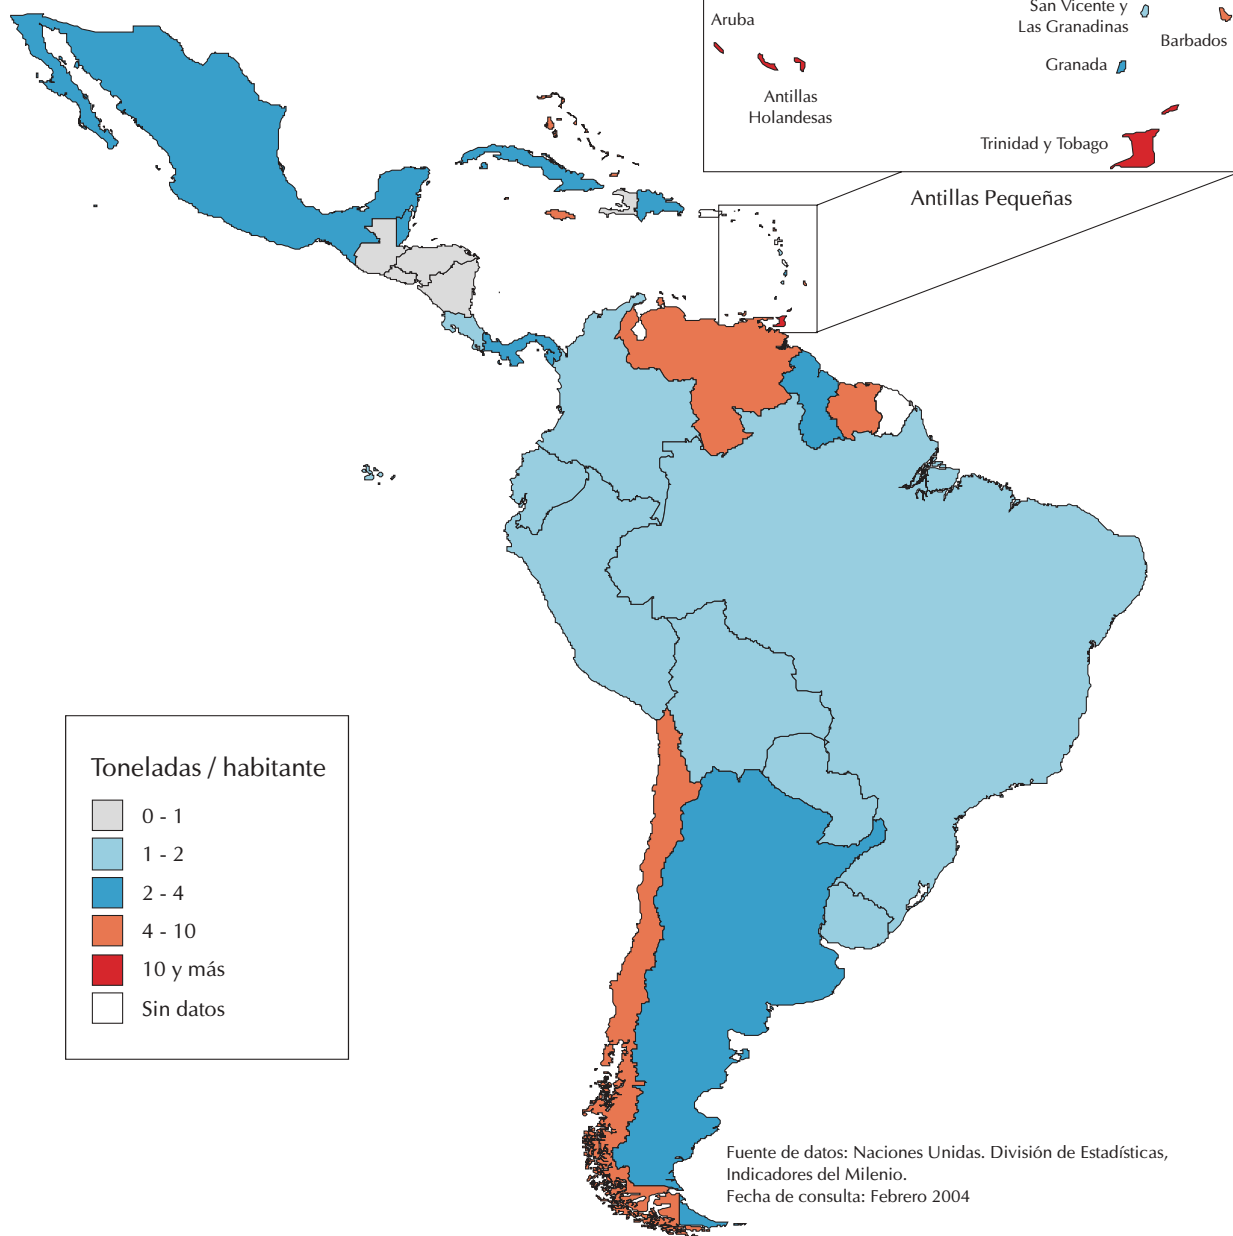 San Vicente y
Las Granadinas
Aruba
Barbados
Granada
Antillas
Holandesas
Trinidad y Tobago
Antillas Pequeñas
Toneladas / habitante
0 - 1
1 - 2
2 - 4
4 - 10
10 y más
Sin datos
Fuente de datos: Naciones Unidas. División de Estadísticas,
Indicadores del Milenio.
Fecha de consulta: Febrero 2004